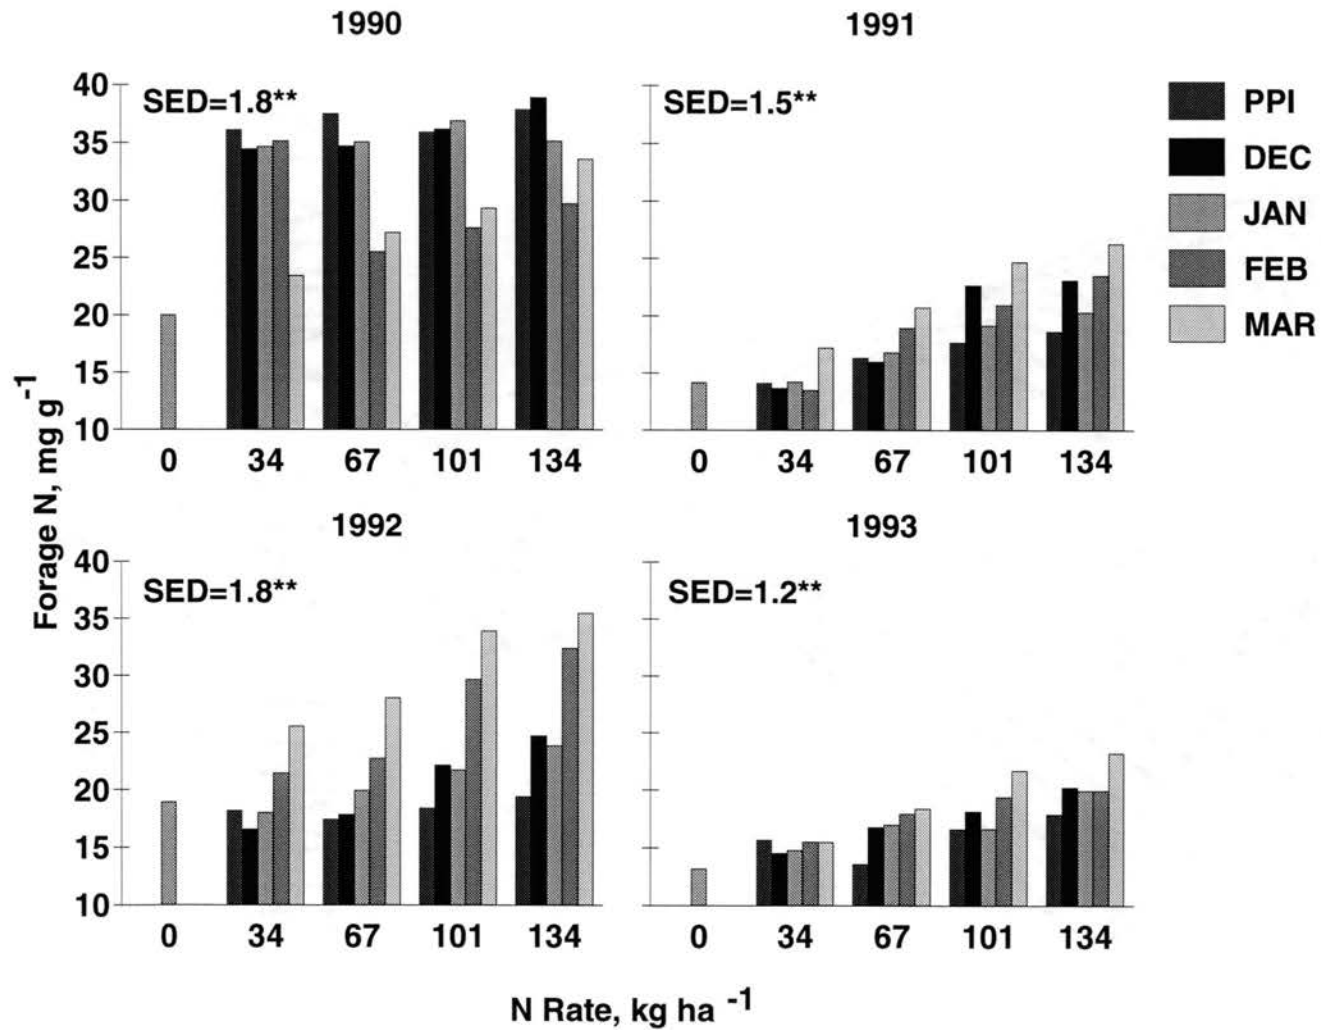 1990
1991
40
35
30
25
20
15
10
SED=1.8**
SED=1.5**
PPI
DEC
JAN
FEB
MAR
0 34 67 101 134
0 34 67 101 134
Forage N, mg g-1
1992
1993
40
35
30
25
20
15
10
SED=1.8**
SED=1.2**
0 34 67 101 134
0 34 67 101 134
N Rate, kg ha -1